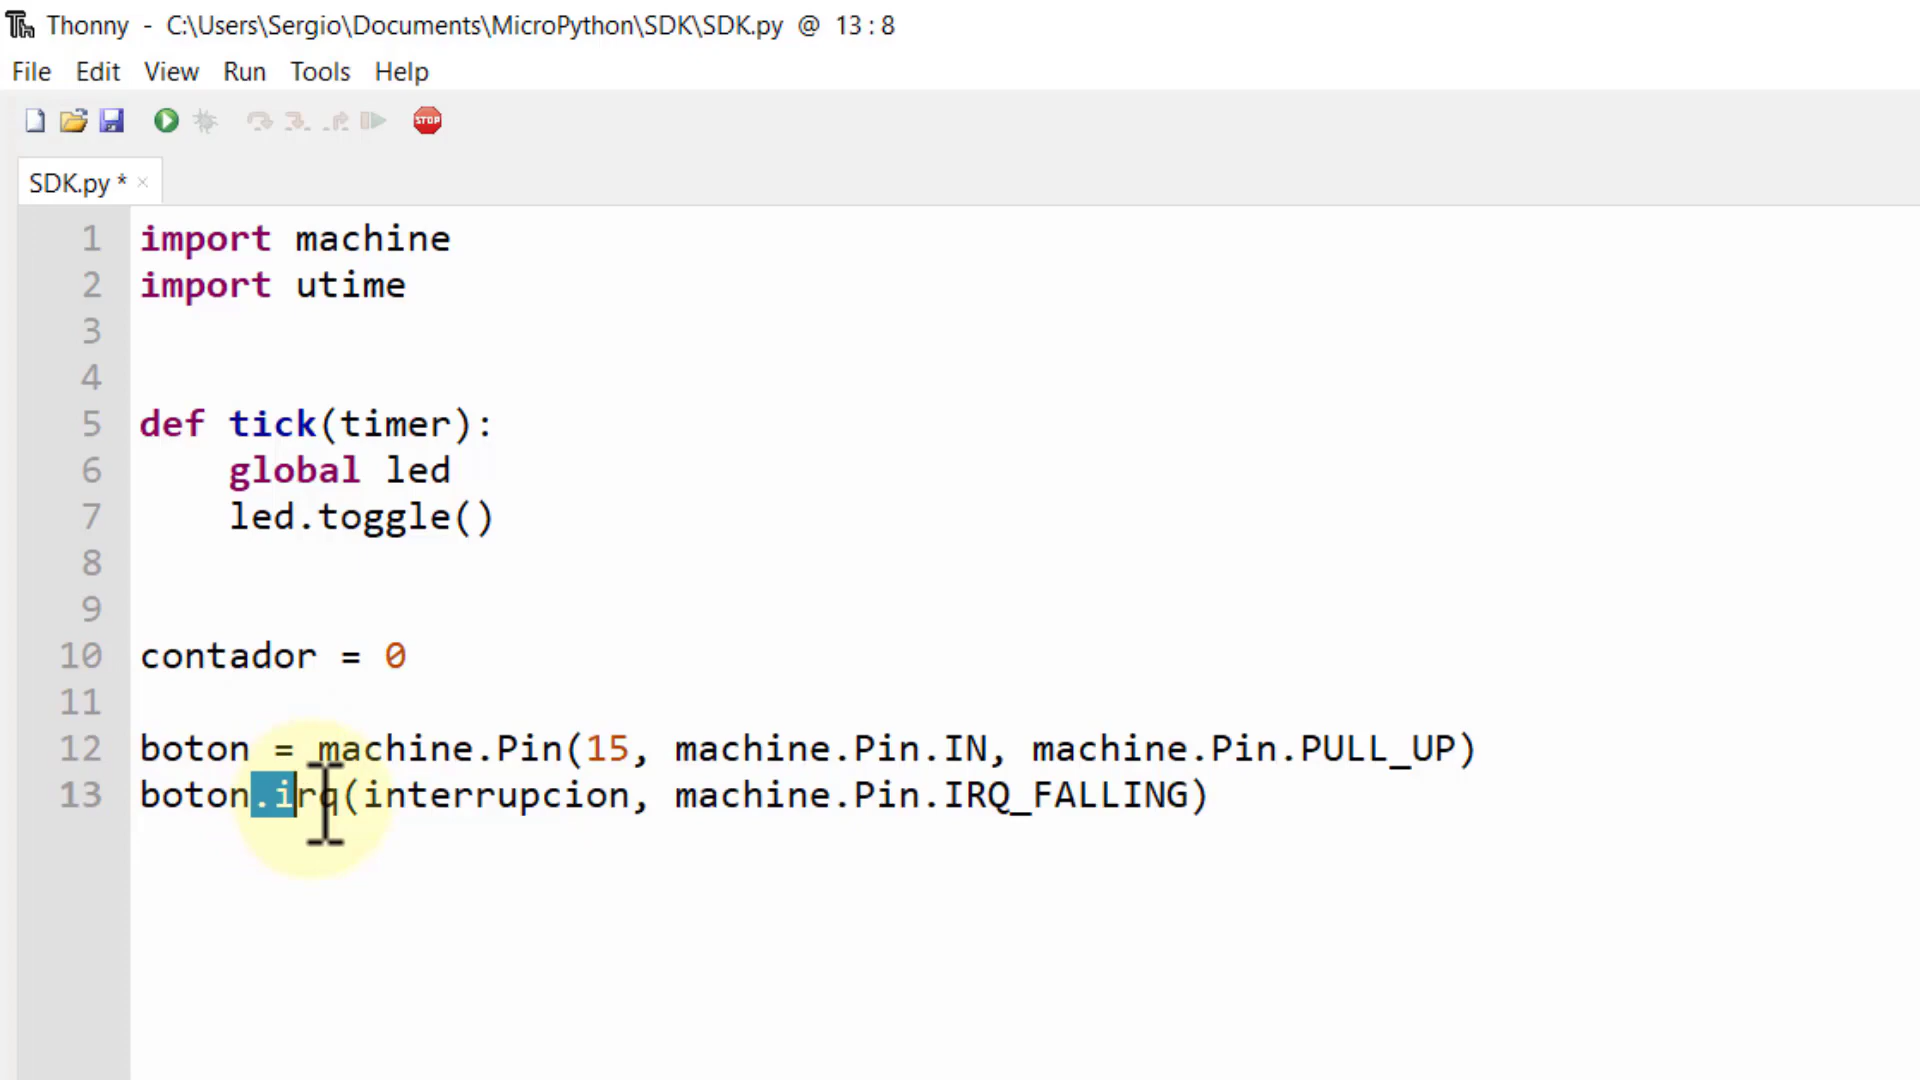 Thonny - C:\Users\Sergio\Documents\MicroPython\SDK\SDK.py @ 13 : 8
File Edit View Run Tools Help
STOP
SDK.py * ×
1 import machine
2 import utime
3
4
5 def tick(timer):
6     global led
7     led.toggle()
8
9
10 contador = 0
11
12 boton = machine.Pin(15, machine.Pin.IN, machine.Pin.PULL_UP)
13 boton.irq(interrupcion, machine.Pin.IRQ_FALLING)